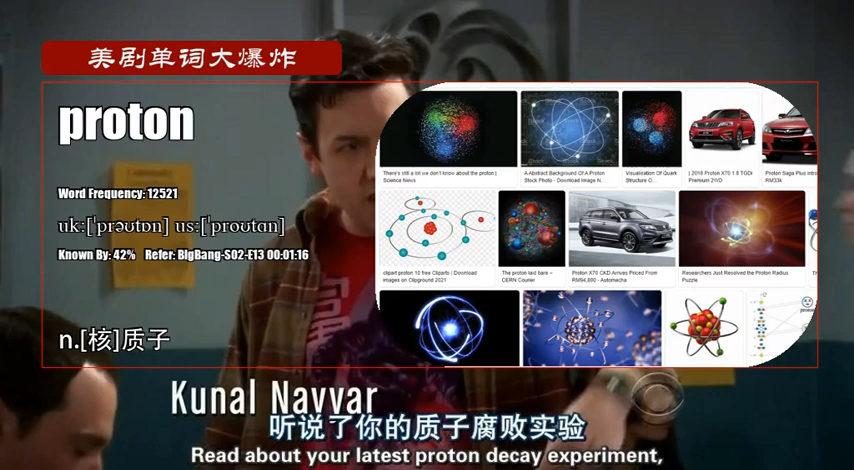 美剧单词大爆炸
proton
Word Frequency: 12521
uk:[ˈprəʊtɒn] us:[ˈproʊtɑn]
Known By: 42% Refer: BigBang-S02-E13 00:01:16
n.[核]质子
There's still a lot we don't know about the proton |
Science News
A Abstract Background Of A Proton
Stock Photo - Download Image N...
Visualisation Of Quark
Structure O...
| 2018 Proton X70 1.8 TGDi
Premium 2WD
Proton Saga Plus
RM33k
clipart proton 10 free Cliparts | Download
images on Clipground 2021
The proton laid bare –
CERN Courier
Proton X70 CKD Arrives Priced From
RM94,800 - Automacha
Researchers Just Resolved the Proton Radius
Puzzle
Kunal Nayyar
听说了你的质子腐败实验
Read about your latest proton decay experiment,